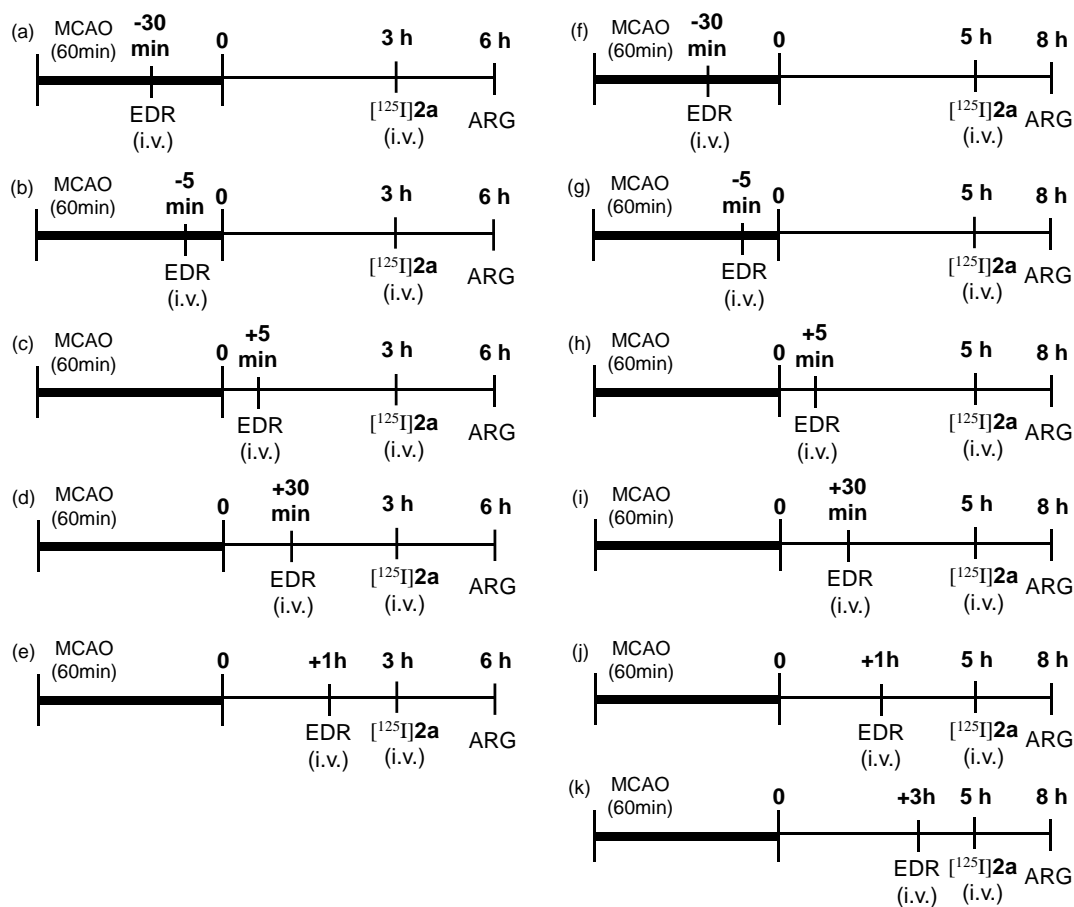 (a) MCAO (60min) -30 min 0 3 h 6 h
EDR (i.v.) [¹²⁵I]2a (i.v.) ARG
(b) MCAO (60min) -5 min 0 3 h 6 h
EDR (i.v.) [¹²⁵I]2a (i.v.) ARG
(c) MCAO (60min) 0 +5 min 3 h 6 h
EDR (i.v.) [¹²⁵I]2a (i.v.) ARG
(d) MCAO (60min) 0 +30 min 3 h 6 h
EDR (i.v.) [¹²⁵I]2a (i.v.) ARG
(e) MCAO (60min) 0 +1h 3 h 6 h
EDR (i.v.) [¹²⁵I]2a (i.v.) ARG
(f) MCAO (60min) -30 min 0 5 h 8 h
EDR (i.v.) [¹²⁵I]2a (i.v.) ARG
(g) MCAO (60min) -5 min 0 5 h 8 h
EDR (i.v.) [¹²⁵I]2a (i.v.) ARG
(h) MCAO (60min) 0 +5 min 5 h 8 h
EDR (i.v.) [¹²⁵I]2a (i.v.) ARG
(i) MCAO (60min) 0 +30 min 5 h 8 h
EDR (i.v.) [¹²⁵I]2a (i.v.) ARG
(j) MCAO (60min) 0 +1h 5 h 8 h
EDR (i.v.) [¹²⁵I]2a (i.v.) ARG
(k) MCAO (60min) 0 +3h 5 h 8 h
EDR (i.v.) [¹²⁵I]2a (i.v.) ARG